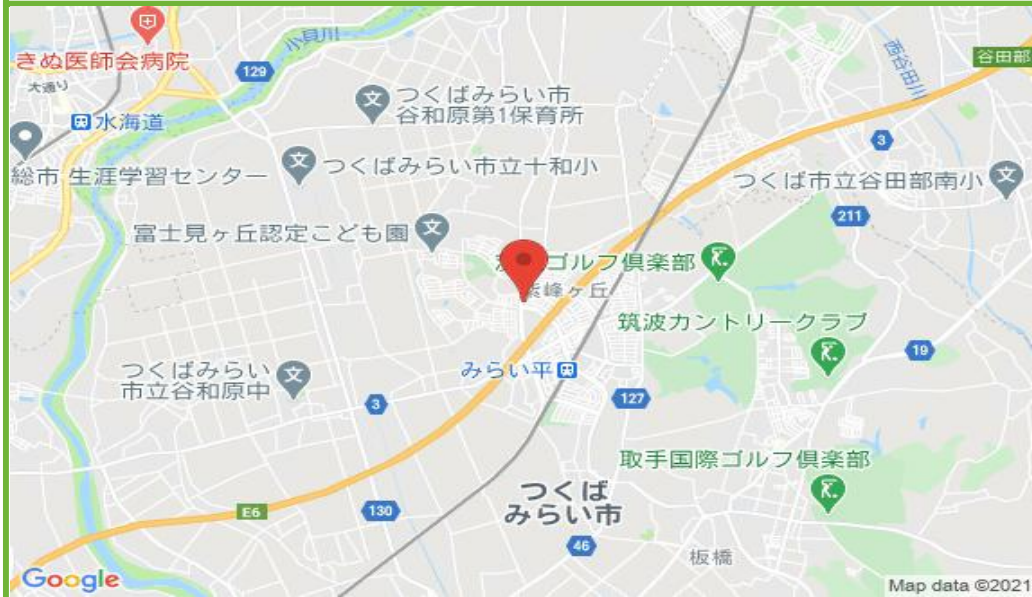 小貝川
きぬ医師会病院
大通り
129
西谷田川
谷田部
つくばみらい市
谷和原第1保育所
水海道
3
総市 生涯学習センター
つくばみらい市立十和小
つくば市立谷田部南小
211
富士見ヶ丘認定こども園
ゴルフ倶楽部
紫峰ヶ丘
筑波カントリークラブ
つくばみらい
市立谷和原中
みらい平
19
3
127
取手国際ゴルフ倶楽部
つくば
みらい市
E6
130
46
板橋
Google
Map data ©2021